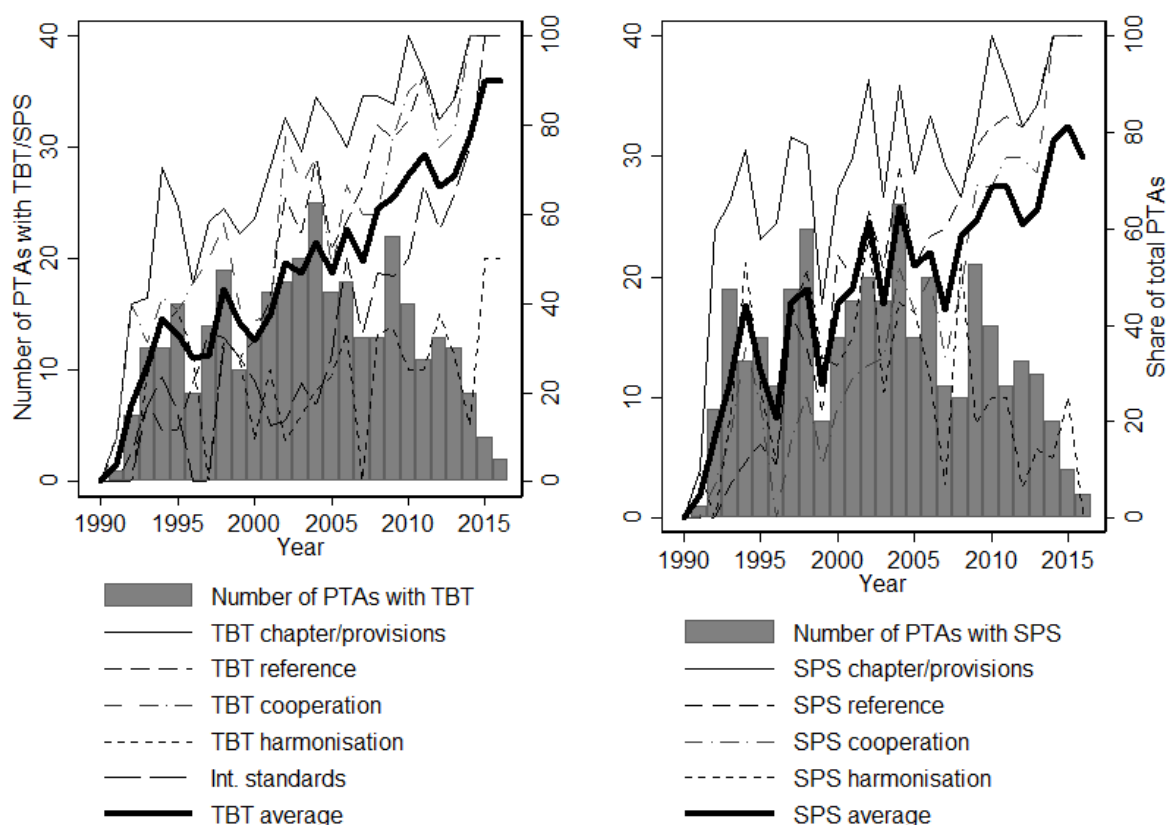 Number of PTAs with TBT/SPS
40
30
20
10
0
100
80
60
40
20
0
1990
1995
2000
2005
2010
2015
Year
Number of PTAs with TBT
TBT chapter/provisions
TBT reference
TBT cooperation
TBT harmonisation
Int. standards
TBT average
40
30
20
10
0
100
80
60
40
20
0
Share of total PTAs
1990
1995
2000
2005
2010
2015
Year
Number of PTAs with SPS
SPS chapter/provisions
SPS reference
SPS cooperation
SPS harmonisation
SPS average